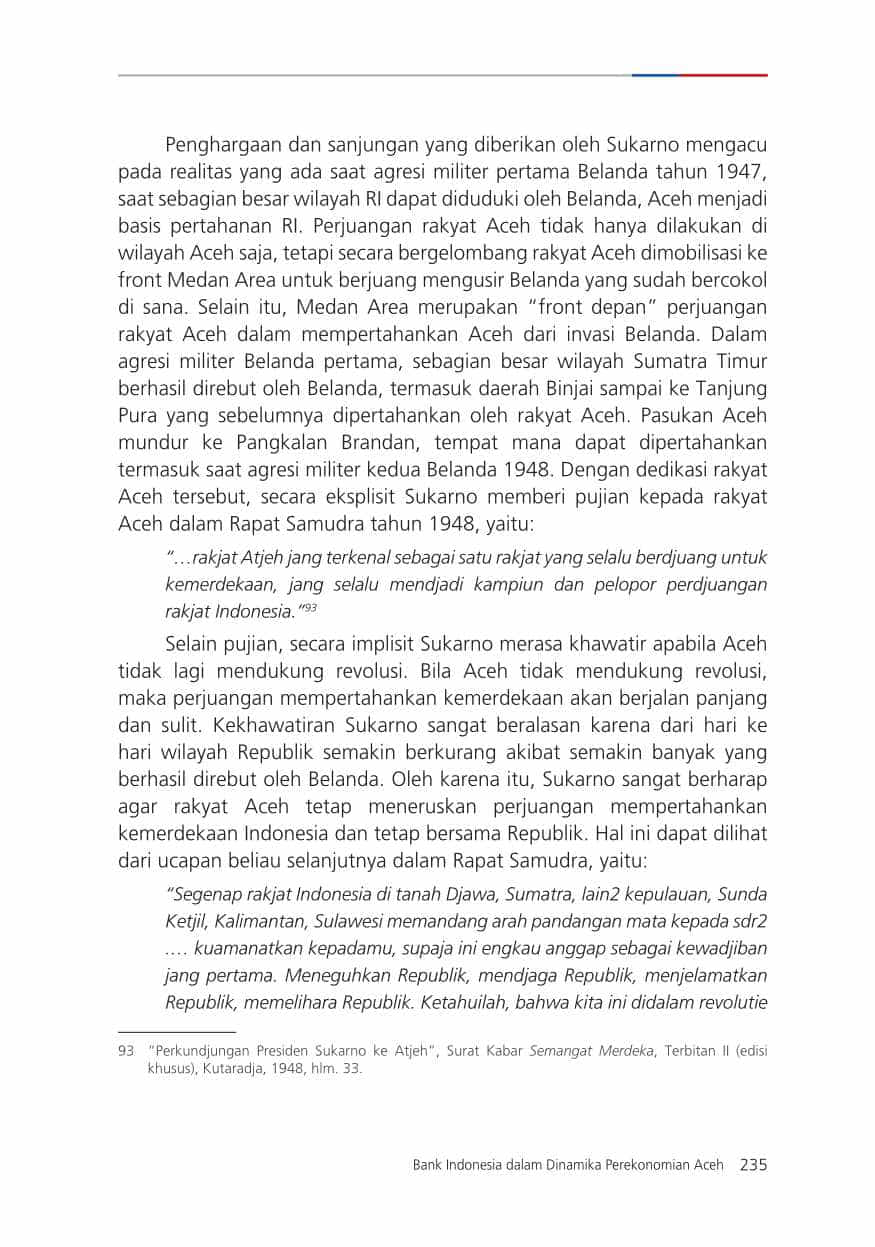 Penghargaan dan sanjungan yang diberikan oleh Sukarno mengacu
pada realitas yang ada saat agresi militer pertama Belanda tahun 1947,
saat sebagian besar wilayah RI dapat diduduki oleh Belanda, Aceh menjadi
basis pertahanan RI. Perjuangan rakyat Aceh tidak hanya dilakukan di
wilayah Aceh saja, tetapi secara bergelombang rakyat Aceh dimobilisasi ke
front Medan Area untuk berjuang mengusir Belanda yang sudah bercokol
di sana. Selain itu, Medan Area merupakan “front depan” perjuangan
rakyat Aceh dalam mempertahankan Aceh dari invasi Belanda. Dalam
agresi militer Belanda pertama, sebagian besar wilayah Sumatra Timur
berhasil direbut oleh Belanda, termasuk daerah Binjai sampai ke Tanjung
Pura yang sebelumnya dipertahankan oleh rakyat Aceh. Pasukan Aceh
mundur ke Pangkalan Brandan, tempat mana dapat dipertahankan
termasuk saat agresi militer kedua Belanda 1948. Dengan dedikasi rakyat
Aceh tersebut, secara eksplisit Sukarno memberi pujian kepada rakyat
Aceh dalam Rapat Samudra tahun 1948, yaitu:
“…rakjat Atjeh jang terkenal sebagai satu rakjat yang selalu berdjuang untuk
kemerdekaan, jang selalu mendjadi kampiun dan pelopor perdjuangan
rakjat Indonesia.”93
Selain pujian, secara implisit Sukarno merasa khawatir apabila Aceh
tidak lagi mendukung revolusi. Bila Aceh tidak mendukung revolusi,
maka perjuangan mempertahankan kemerdekaan akan berjalan panjang
dan sulit. Kekhawatiran Sukarno sangat beralasan karena dari hari ke
hari wilayah Republik semakin berkurang akibat semakin banyak yang
berhasil direbut oleh Belanda. Oleh karena itu, Sukarno sangat berharap
agar rakyat Aceh tetap meneruskan perjuangan mempertahankan
kemerdekaan Indonesia dan tetap bersama Republik. Hal ini dapat dilihat
dari ucapan beliau selanjutnya dalam Rapat Samudra, yaitu:
“Segenap rakjat Indonesia di tanah Djawa, Sumatra, lain2 kepulauan, Sunda
Ketjil, Kalimantan, Sulawesi memandang arah pandangan mata kepada sdr2
…. kuamanatkan kepadamu, supaja ini engkau anggap sebagai kewadjiban
jang pertama. Meneguhkan Republik, mendjaga Republik, menjelamatkan
Republik, memelihara Republik. Ketahuilah, bahwa kita ini didalam revolutie
93 “Perkundjungan Presiden Sukarno ke Atjeh”, Surat Kabar Semangat Merdeka, Terbitan II (edisi
khusus), Kutaradja, 1948, hlm. 33.
Bank Indonesia dalam Dinamika Perekonomian Aceh 235